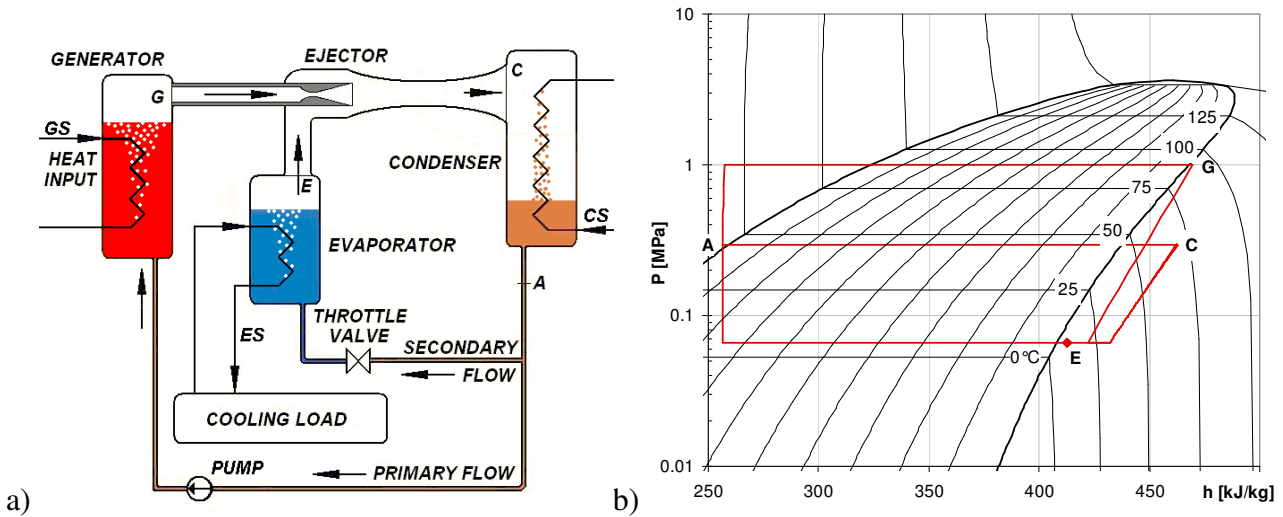 GENERATOR
EJECTOR
G
C
GS
HEAT
INPUT
CONDENSER
E
CS
EVAPORATOR
A
THROTTLE
VALVE
ES
SECONDARY
FLOW
COOLING LOAD
PUMP
PRIMARY FLOW
a)
10
1
0.1
0.01
P [MPa]
125
100
G
75
50
A
C
25
0°C
E
250
300
350
400
450
h [kJ/kg]
b)